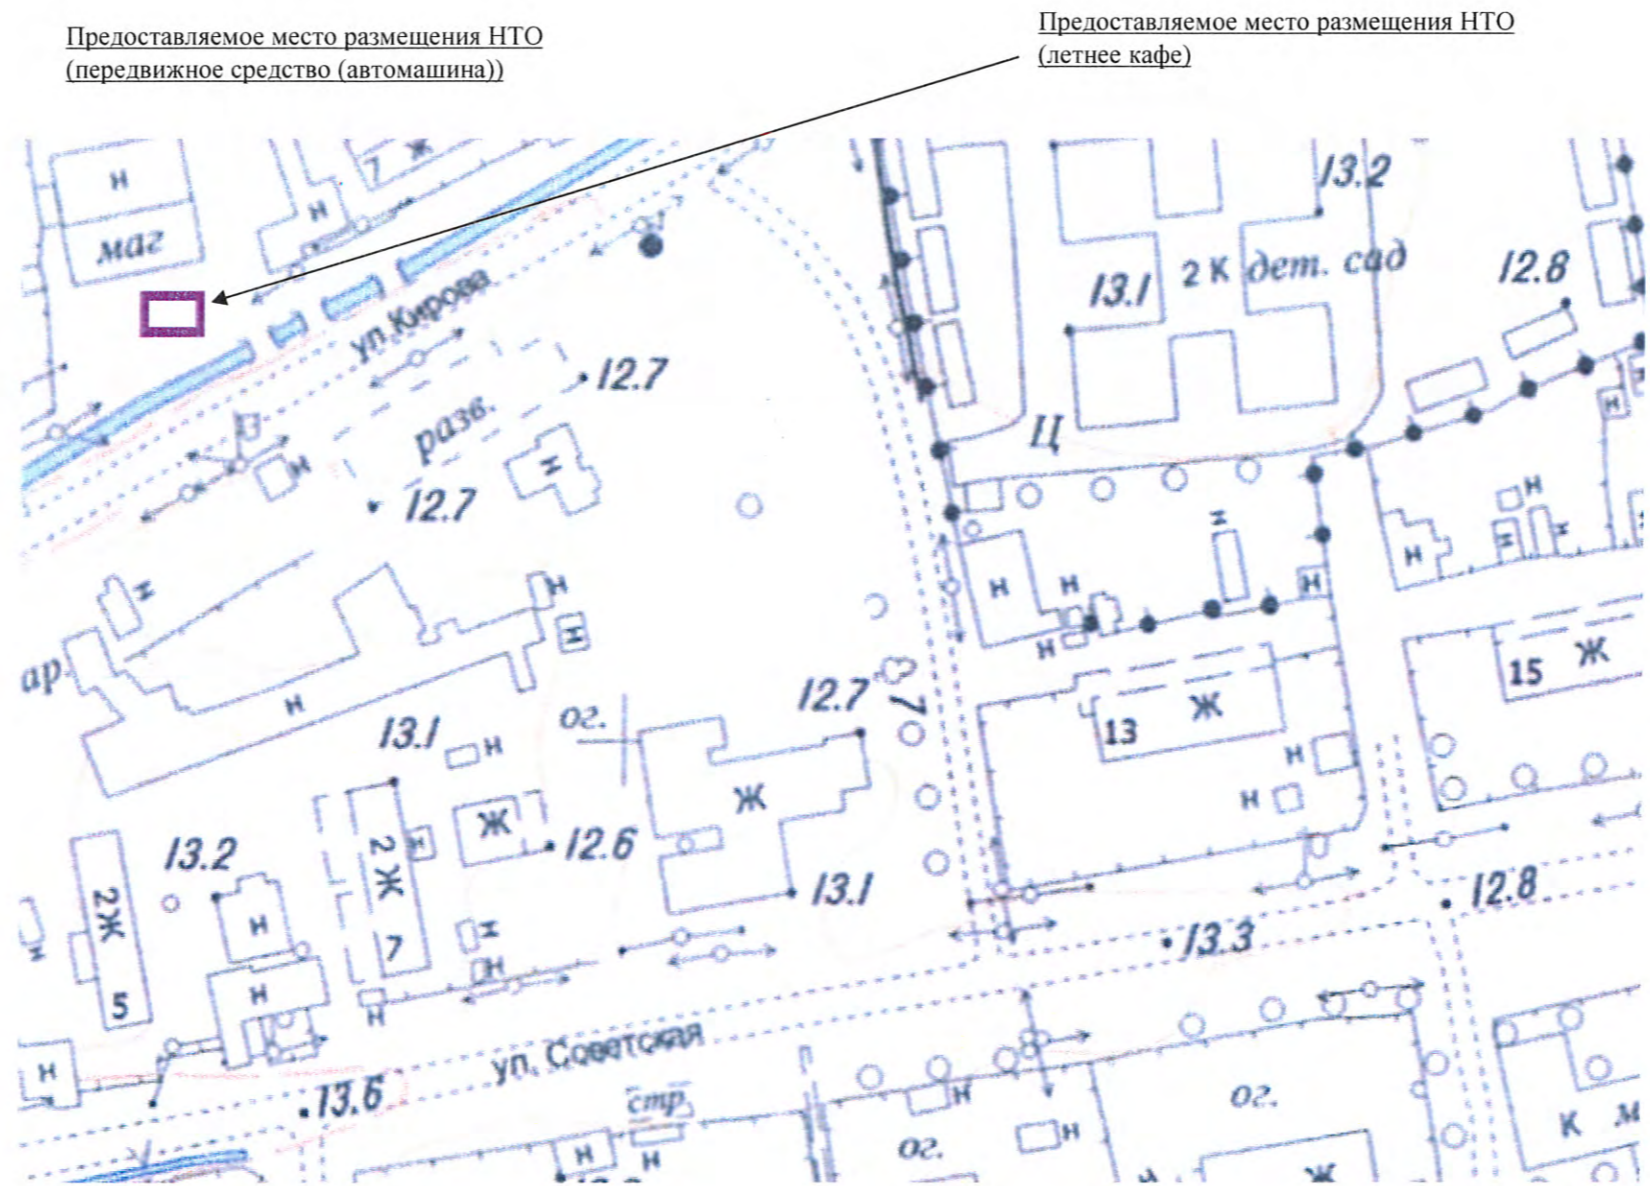 Предоставляемое место размещения НТО
(передвижное средство (автомашина))
Предоставляемое место размещения НТО
(летнее кафе)
н
маг
7 Ж
н
ул.Кирова
13.2
2 К дет. сад
13.1
12.8
12.7
разв.
12.7
н
н
Ц
н
н
н
н
н
н
н
н
н
н
н
н
н
н
ар.
н
12.7
7
ог.
13.1
н
Ж
13
Ж
15
Ж
н
н
13.2
2 Ж
7
н
Ж
12.6
13.1
2Ж
5
н
н
н
н
н
н
12.8
13.3
н
ул. Советская
13.6
стр.
н
н
н
н
ог.
ог.
Ж
К м